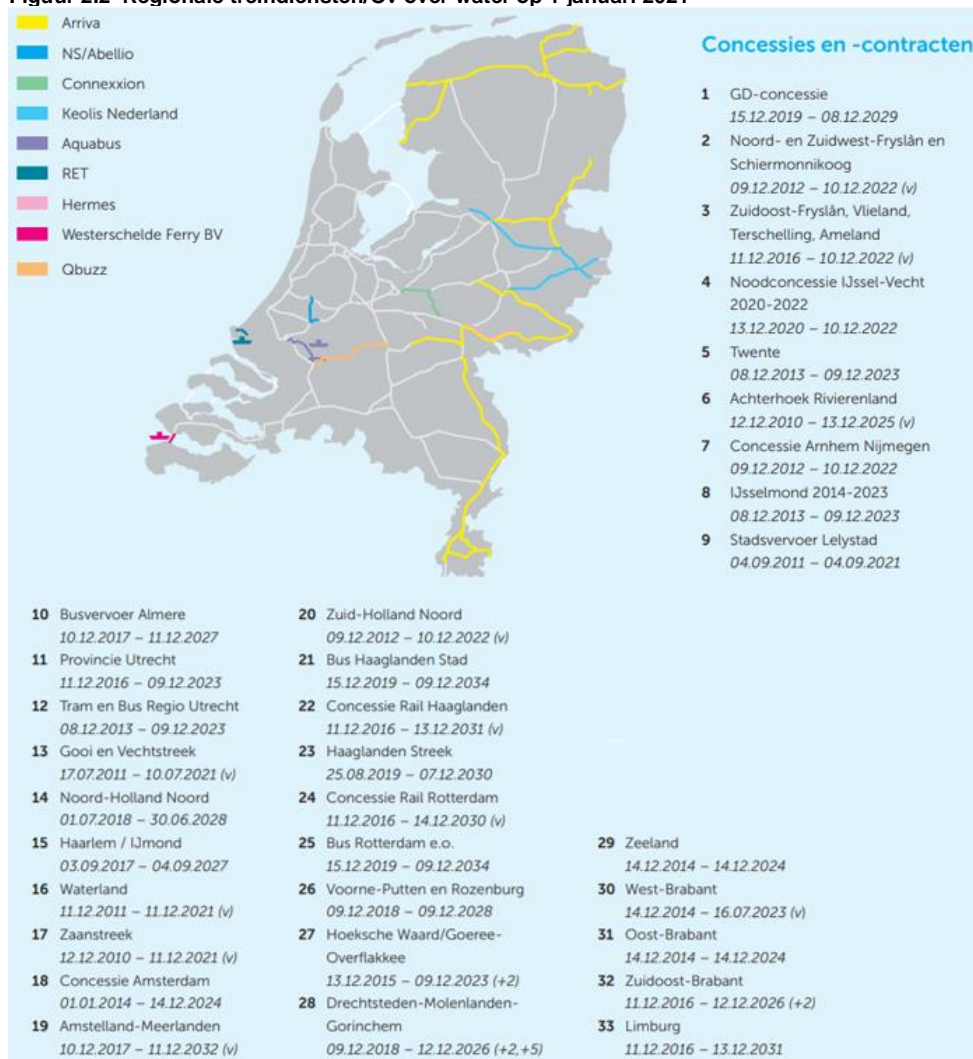 Figuur 2.2 Regionale treindiensten/OV over water op 1 januari 2021
Arriva
NS/Abellio
Connexxion
Keolis Nederland
Aquabus
RET
Hermes
Westerschelde Ferry BV
Qbuzz
Concessies en -contracten
1 GD-concessie
15.12.2019 – 08.12.2029
2 Noord- en Zuidwest-Fryslân en
Schiermonnikoog
09.12.2012 – 10.12.2022 (v)
3 Zuidoost-Fryslân, Vlieland,
Terschelling, Ameland
11.12.2016 – 10.12.2022 (v)
4 Noodconcessie IJssel-Vecht
2020-2022
13.12.2020 – 10.12.2022
5 Twente
08.12.2013 – 09.12.2023
6 Achterhoek Rivierenland
12.12.2010 – 13.12.2025 (v)
7 Concessie Arnhem Nijmegen
09.12.2012 – 10.12.2022
8 IJsselmond 2014-2023
08.12.2013 – 09.12.2023
9 Stadsvervoer Lelystad
04.09.2011 – 04.09.2021
10 Busvervoer Almere
10.12.2017 – 11.12.2027
11 Provincie Utrecht
11.12.2016 – 09.12.2023
12 Tram en Bus Regio Utrecht
08.12.2013 – 09.12.2023
13 Gooi en Vechtstreek
17.07.2011 – 10.07.2021 (v)
14 Noord-Holland Noord
01.07.2018 – 30.06.2028
15 Haarlem / IJmond
03.09.2017 – 04.09.2027
16 Waterland
11.12.2011 – 11.12.2021 (v)
17 Zaanstreek
12.12.2010 – 11.12.2021 (v)
18 Concessie Amsterdam
01.01.2014 – 14.12.2024
19 Amstelland-Meerlanden
10.12.2017 – 11.12.2032 (v)
20 Zuid-Holland Noord
09.12.2012 – 10.12.2022 (v)
21 Bus Haaglanden Stad
15.12.2019 – 09.12.2034
22 Concessie Rail Haaglanden
11.12.2016 – 13.12.2031 (v)
23 Haaglanden Streek
25.08.2019 – 07.12.2030
24 Concessie Rail Rotterdam
11.12.2016 – 14.12.2030 (v)
25 Bus Rotterdam e.o.
15.12.2019 – 09.12.2034
26 Voorne-Putten en Rozenburg
09.12.2018 – 09.12.2028
27 Hoeksche Waard/Goeree-
Overflakkee
13.12.2015 – 09.12.2023 (+2)
28 Drechtsteden-Molenlanden-
Gorinchem
09.12.2018 – 12.12.2026 (+2,+5)
29 Zeeland
14.12.2014 – 14.12.2024
30 West-Brabant
14.12.2014 – 16.07.2023 (v)
31 Oost-Brabant
14.12.2014 – 14.12.2024
32 Zuidoost-Brabant
11.12.2016 – 12.12.2026 (+2)
33 Limburg
11.12.2016 – 13.12.2031